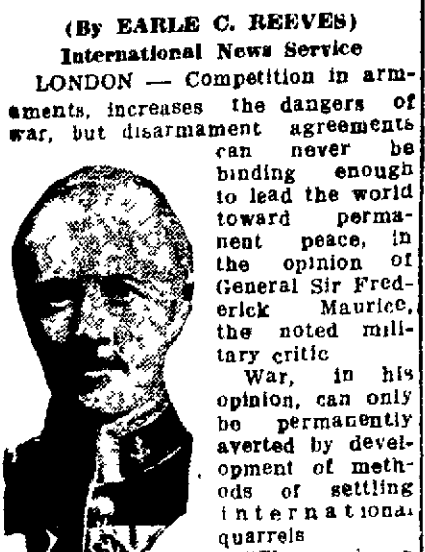 (By EARLE C. REEVES)
International News Service
LONDON — Competition in arm-
aments, increases the dangers of
war, but disarmament agreements
can never be
binding enough
to lead the world
toward perma-
nent peace, in
the opinion of
General Sir Fred-
erick Maurice,
the noted mili-
tary critic
War, in his
opinion, can only
be permanently
averted by devel-
opment of meth-
ods of settling
international
quarrels